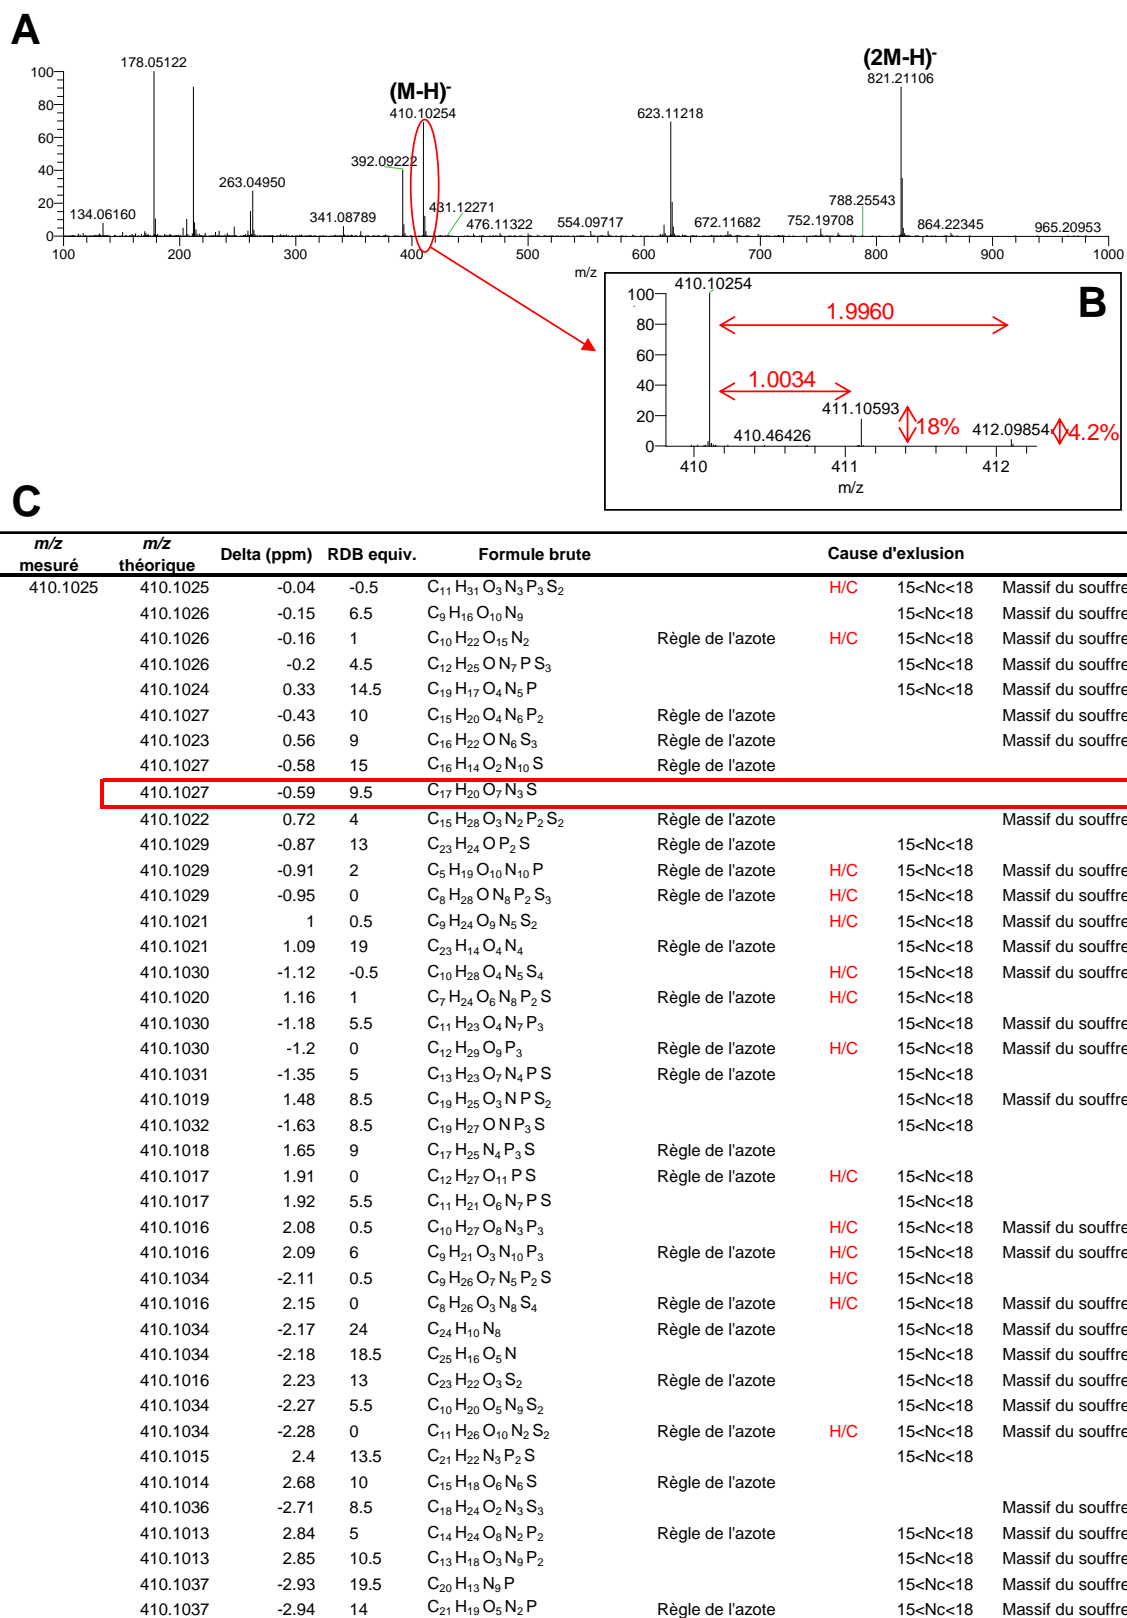 A
(2M-H)-
178.05122
821.21106
(M-H)-
100
410.10254
623.11218
80
60
392.09222
40
263.04950
20
134.06160
341.08789
431.12271
476.11322
554.09717
672.11682
752.19708
788.25543
864.22345
965.20953
0
100 200 300 400 500 600 700 800 900 1000
m/z
B
410.10254
100
1.9960
80
60
1.0034
40
411.10593
20
18%
412.09854
4.2%
410.46426
0
410 411 412
m/z
C
m/z mesuré m/z théorique Delta (ppm) RDB equiv. Formule brute Cause d'exlusion
410.1025 410.1025 -0.04 -0.5 C11 H31 O3 N3 P3 S2 H/C 15<Nc<18 Massif du souffre
410.1026 -0.15 6.5 C9 H16 O10 N9 15<Nc<18 Massif du souffre
410.1026 -0.16 1 C10 H22 O15 N2 Règle de l'azote H/C 15<Nc<18 Massif du souffre
410.1026 -0.2 4.5 C12 H25 O N7 P S3 15<Nc<18 Massif du souffre
410.1024 0.33 14.5 C19 H17 O4 N5 P 15<Nc<18 Massif du souffre
410.1027 -0.43 10 C15 H20 O4 N6 P2 Règle de l'azote Massif du souffre
410.1023 0.56 9 C16 H22 O N6 S3 Règle de l'azote Massif du souffre
410.1027 -0.58 15 C16 H14 O2 N10 S Règle de l'azote
410.1027 -0.59 9.5 C17 H20 O7 N3 S
410.1022 0.72 4 C15 H28 O3 N2 P2 S2 Règle de l'azote Massif du souffre
410.1029 -0.87 13 C23 H24 O P2 S Règle de l'azote 15<Nc<18
410.1029 -0.91 2 C5 H19 O10 N10 P Règle de l'azote H/C 15<Nc<18 Massif du souffre
410.1029 -0.95 0 C8 H28 O N8 P2 S3 Règle de l'azote H/C 15<Nc<18 Massif du souffre
410.1021 1 0.5 C9 H24 O9 N5 S2 H/C 15<Nc<18 Massif du souffre
410.1021 1.09 19 C23 H14 O4 N4 Règle de l'azote 15<Nc<18 Massif du souffre
410.1030 -1.12 -0.5 C10 H28 O4 N5 S4 H/C 15<Nc<18 Massif du souffre
410.1020 1.16 1 C7 H24 O6 N8 P2 S Règle de l'azote H/C 15<Nc<18
410.1030 -1.18 5.5 C11 H23 O4 N7 P3 15<Nc<18 Massif du souffre
410.1030 -1.2 0 C12 H29 O9 P3 Règle de l'azote H/C 15<Nc<18 Massif du souffre
410.1031 -1.35 5 C13 H23 O7 N4 P S Règle de l'azote 15<Nc<18
410.1019 1.48 8.5 C19 H25 O3 N P S2 15<Nc<18 Massif du souffre
410.1032 -1.63 8.5 C19 H27 O N P3 S 15<Nc<18
410.1018 1.65 9 C17 H25 N4 P3 S Règle de l'azote
410.1017 1.91 0 C12 H27 O11 P S Règle de l'azote H/C 15<Nc<18
410.1017 1.92 5.5 C11 H21 O6 N7 P S 15<Nc<18
410.1016 2.08 0.5 C10 H27 O8 N3 P3 H/C 15<Nc<18 Massif du souffre
410.1016 2.09 6 C9 H21 O3 N10 P3 Règle de l'azote H/C 15<Nc<18 Massif du souffre
410.1034 -2.11 0.5 C9 H26 O7 N5 P2 S H/C 15<Nc<18
410.1016 2.15 0 C8 H26 O3 N8 S4 Règle de l'azote H/C 15<Nc<18 Massif du souffre
410.1034 -2.17 24 C24 H10 N8 Règle de l'azote 15<Nc<18 Massif du souffre
410.1034 -2.18 18.5 C25 H16 O5 N 15<Nc<18 Massif du souffre
410.1016 2.23 13 C23 H22 O3 S2 Règle de l'azote 15<Nc<18 Massif du souffre
410.1034 -2.27 5.5 C10 H20 O5 N9 S2 15<Nc<18 Massif du souffre
410.1034 -2.28 0 C11 H26 O10 N2 S2 Règle de l'azote H/C 15<Nc<18 Massif du souffre
410.1015 2.4 13.5 C21 H22 N3 P2 S 15<Nc<18
410.1014 2.68 10 C15 H18 O6 N6 S Règle de l'azote
410.1036 -2.71 8.5 C18 H24 O2 N3 S3 Massif du souffre
410.1013 2.84 5 C14 H24 O8 N2 P2 Règle de l'azote 15<Nc<18 Massif du souffre
410.1013 2.85 10.5 C13 H18 O3 N9 P2 15<Nc<18 Massif du souffre
410.1037 -2.93 19.5 C20 H13 N9 P 15<Nc<18 Massif du souffre
410.1037 -2.94 14 C21 H19 O5 N2 P Règle de l'azote 15<Nc<18 Massif du souffre